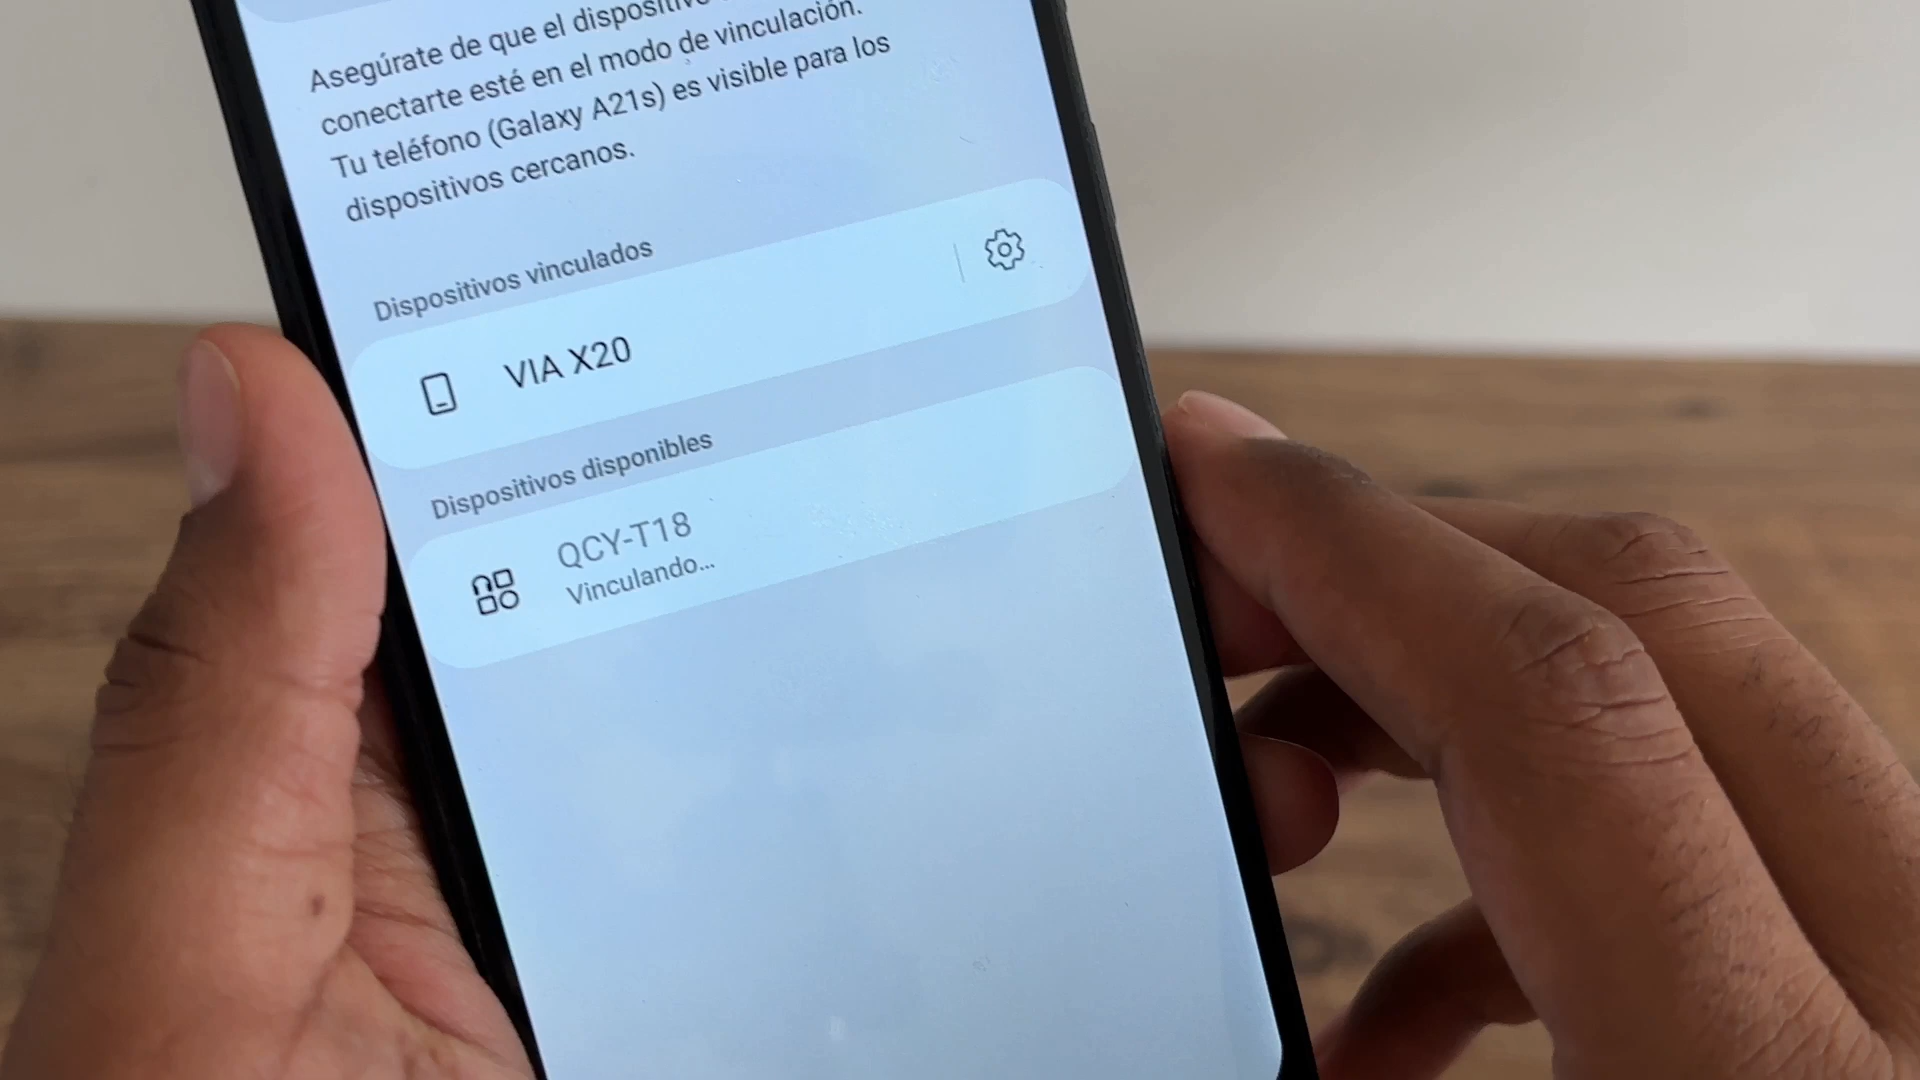 Asegúrate de que el dispositivo
conectarte esté en el modo de vinculación.
Tu teléfono (Galaxy A21s) es visible para los
dispositivos cercanos.
Dispositivos vinculados
VIA X20
Dispositivos disponibles
QCY-T18
Vinculando...